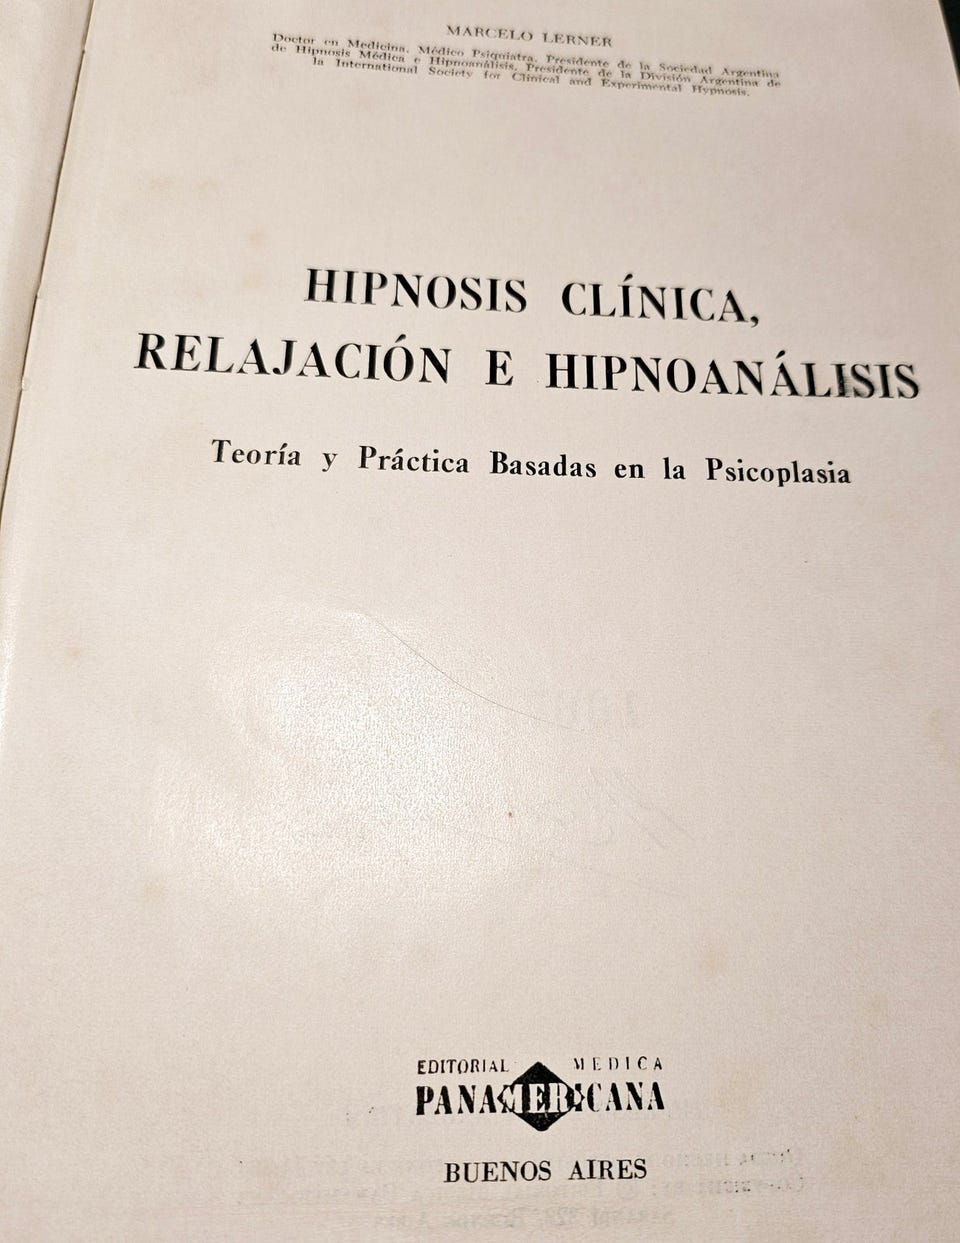 MARCELO LERNER
Doctor en Medicina, Médico Psiquiatra, Presidente de la Sociedad Argentina
de Hipnosis Médica e Hipnoanálisis, Presidente de la División Argentina de
la International Society for Clinical and Experimental Hypnosis.
HIPNOSIS CLÍNICA,
RELAJACIÓN E HIPNOANÁLISIS
Teoría y Práctica Basadas en la Psicoplasia
EDITORIAL MEDICA
PANAMERICANA
BUENOS AIRES